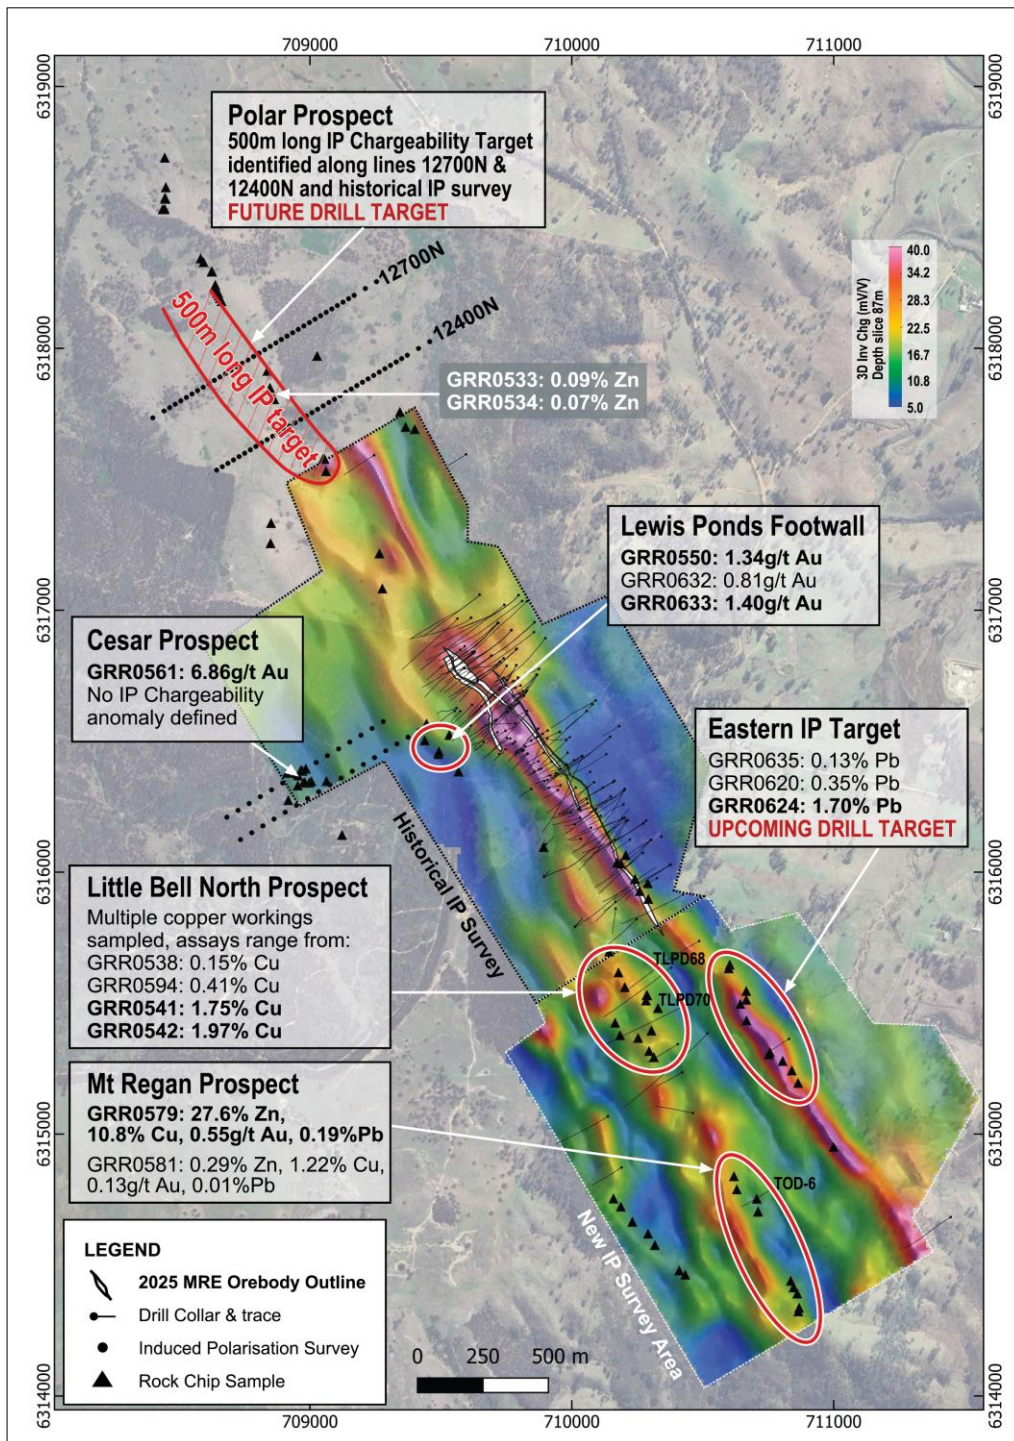 709000
710000
711000
6319000
6319000
Polar Prospect
500m long IP Chargeability Target
identified along lines 12700N &
12400N and historical IP survey
FUTURE DRILL TARGET
12700N
12400N
40.0
34.2
28.3
22.5
16.7
10.8
5.0
3D Inv Chg (mV/V)
Depth slice 87m
6318000
6318000
500m long IP target
GRR0533: 0.09% Zn
GRR0534: 0.07% Zn
Lewis Ponds Footwall
GRR0550: 1.34g/t Au
GRR0632: 0.81g/t Au
GRR0633: 1.40g/t Au
6317000
6317000
Cesar Prospect
GRR0561: 6.86g/t Au
No IP Chargeability
anomaly defined
Eastern IP Target
GRR0635: 0.13% Pb
GRR0620: 0.35% Pb
GRR0624: 1.70% Pb
UPCOMING DRILL TARGET
Historical IP Survey
6316000
6316000
Little Bell North Prospect
Multiple copper workings
sampled, assays range from:
GRR0538: 0.15% Cu
GRR0594: 0.41% Cu
GRR0541: 1.75% Cu
GRR0542: 1.97% Cu
TLPD68
TLPD70
Mt Regan Prospect
GRR0579: 27.6% Zn,
10.8% Cu, 0.55g/t Au, 0.19%Pb
GRR0581: 0.29% Zn, 1.22% Cu,
0.13g/t Au, 0.01%Pb
6315000
6315000
TOD-6
New IP Survey Area
LEGEND
2025 MRE Orebody Outline
Drill Collar & trace
Induced Polarisation Survey
Rock Chip Sample
0 250 500 m
6314000
6314000
709000
710000
711000